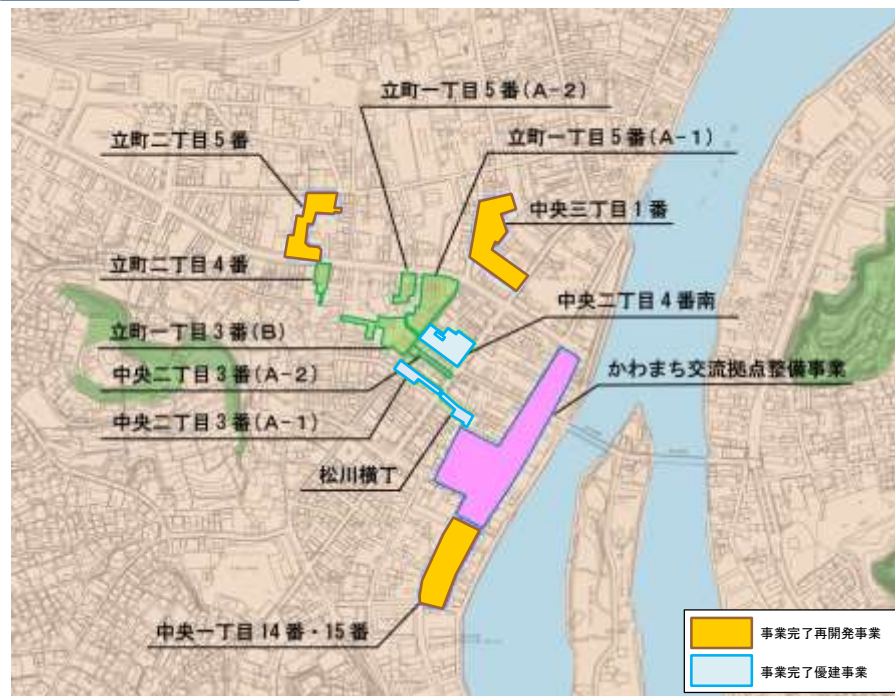 立町一丁目5番(A-2)
立町二丁目5番
立町一丁目5番(A-1)
中央三丁目1番
立町二丁目4番
中央二丁目4番南
立町一丁目3番(B)
かわまち交流拠点整備事業
中央二丁目3番(A-2)
中央二丁目3番(A-1)
松川横丁
中央一丁目14番・15番
事業完了再開発事業
事業完了優建事業